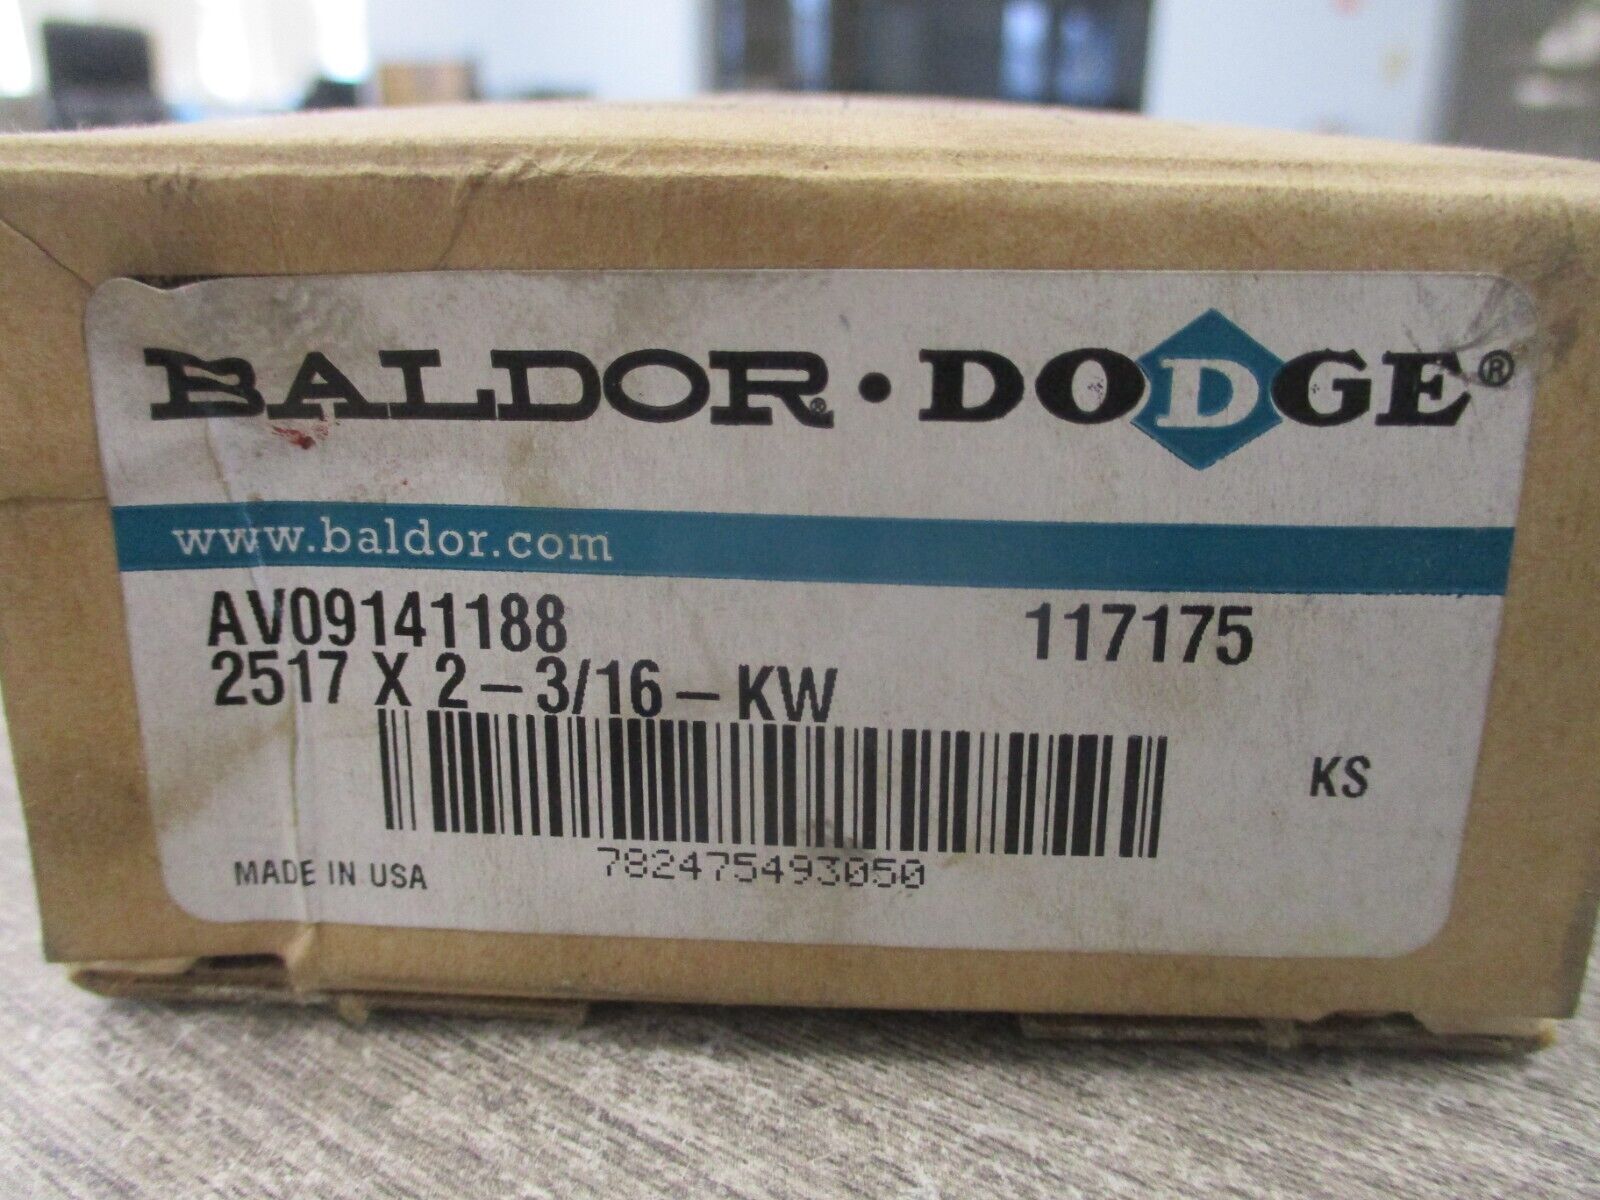 BALDOR® • DODGE®
www.baldor.com
AV09141188 117175
2517 X 2-3/16-KW
KS
782475493050
MADE IN USA